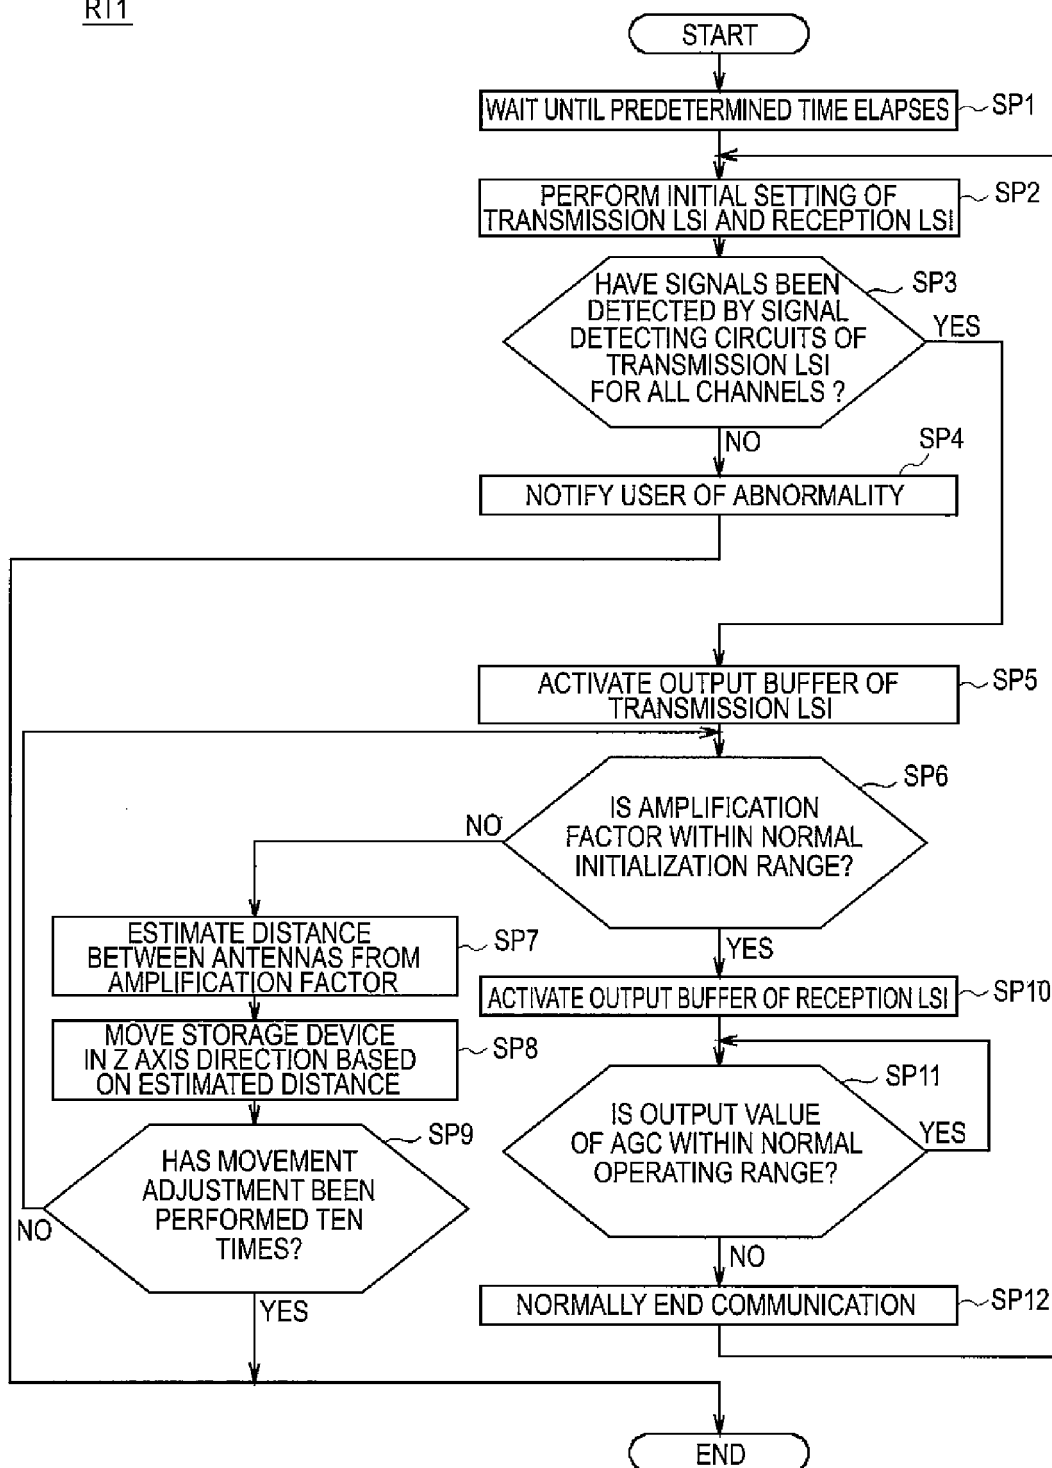 RT1
START
WAIT UNTIL PREDETERMINED TIME ELAPSES
SP1
PERFORM INITIAL SETTING OF
TRANSMISSION LSI AND RECEPTION LSI
SP2
HAVE SIGNALS BEEN
DETECTED BY SIGNAL
DETECTING CIRCUITS OF
TRANSMISSION LSI
FOR ALL CHANNELS ?
SP3
YES
NO
SP4
NOTIFY USER OF ABNORMALITY
ACTIVATE OUTPUT BUFFER OF
TRANSMISSION LSI
SP5
IS AMPLIFICATION
FACTOR WITHIN NORMAL
INITIALIZATION RANGE?
SP6
NO
YES
ESTIMATE DISTANCE
BETWEEN ANTENNAS FROM
AMPLIFICATION FACTOR
SP7
MOVE STORAGE DEVICE
IN Z AXIS DIRECTION BASED
ON ESTIMATED DISTANCE
SP8
HAS MOVEMENT
ADJUSTMENT BEEN
PERFORMED TEN
TIMES?
SP9
NO
YES
ACTIVATE OUTPUT BUFFER OF RECEPTION LSI
SP10
IS OUTPUT VALUE
OF AGC WITHIN NORMAL
OPERATING RANGE?
SP11
YES
NO
NORMALLY END COMMUNICATION
SP12
END